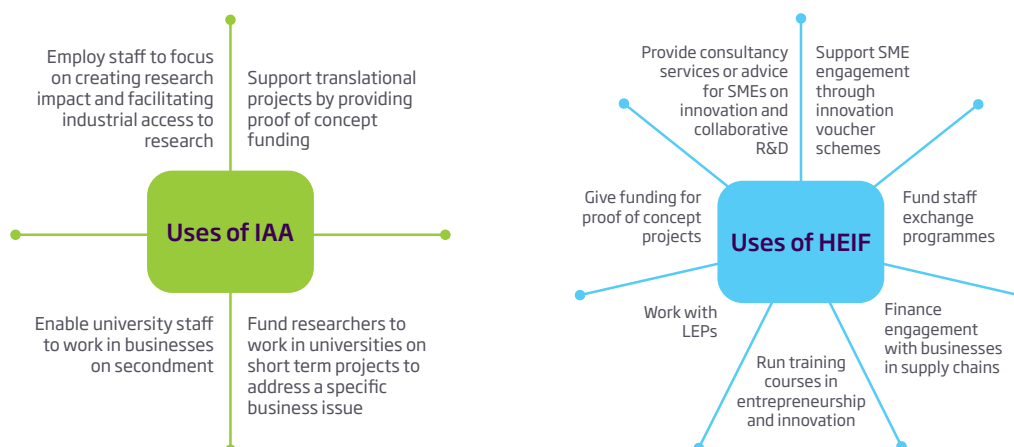 Employ staff to focus
on creating research
impact and facilitating
industrial access to
research
Support translational
projects by providing
proof of concept
funding
Uses of IAA
Enable university staff
to work in businesses
on secondment
Fund researchers to
work in universities on
short term projects to
address a specific
business issue
Provide consultancy
services or advice
for SMEs on
innovation and
collaborative
R&D
Support SME
engagement
through
innovation
voucher
schemes
Give funding for
proof of concept
projects
Uses of HEIF
Fund staff
exchange
programmes
Work with
LEPs
Run training
courses in
entrepreneurship
and innovation
Finance
engagement
with businesses
in supply chains